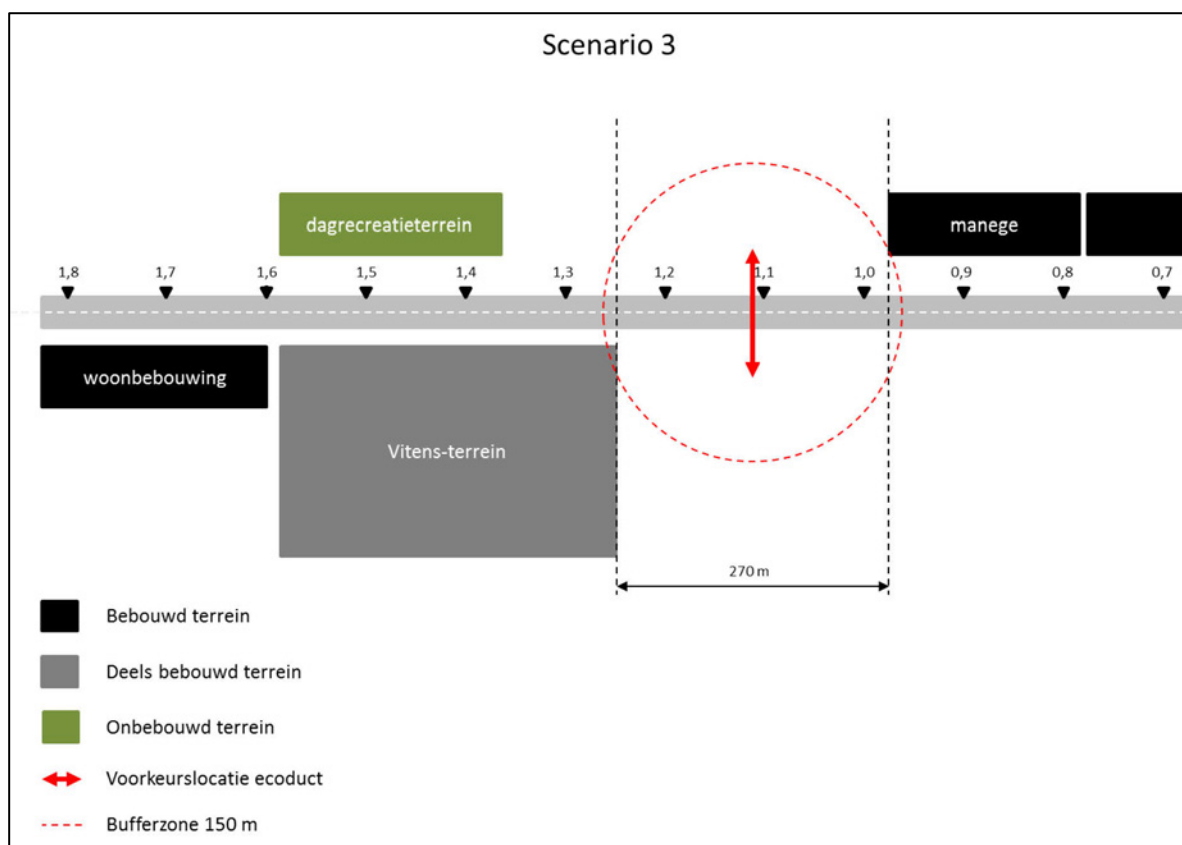 Scenario 3
dagrecreatieterrein
manege
1,8 1,7 1,6 1,5 1,4 1,3 1,2 1,1 1,0 0,9 0,8 0,7
woonbebouwing
Vitens-terrein
270 m
Bebouwd terrein
Deels bebouwd terrein
Onbebouwd terrein
Voorkeurslocatie ecoduct
Bufferzone 150 m